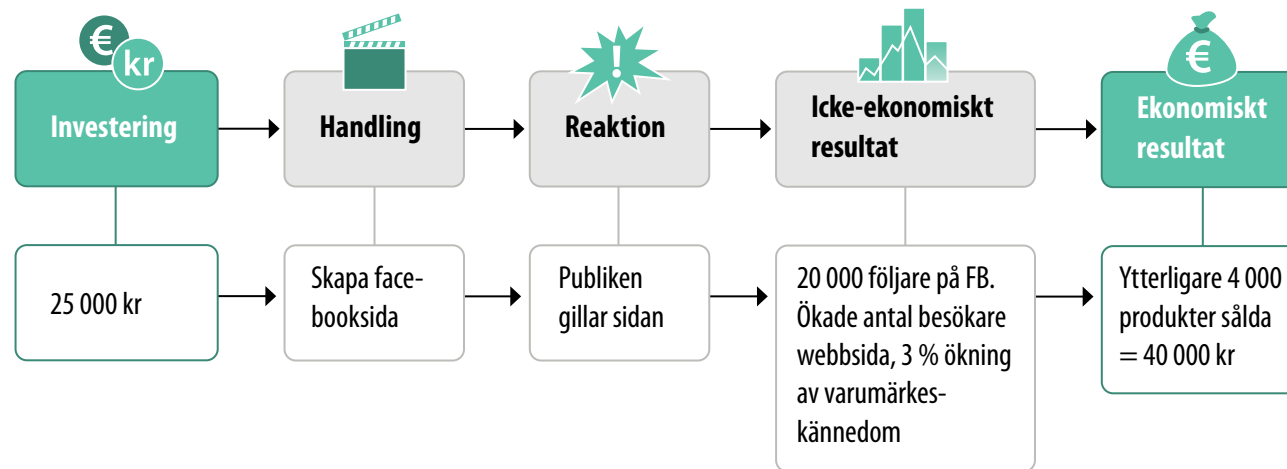 €
kr
!
€
Investering
Handling
Reaktion
Icke-ekonomiskt
resultat
Ekonomiskt
resultat
25 000 kr
Skapa face-
booksida
Publiken
gillar sidan
20 000 följare på FB.
Ökade antal besökare
webbsida, 3 % ökning
av varumärkes-
kännedom
Ytterligare 4 000
produkter sålda
= 40 000 kr